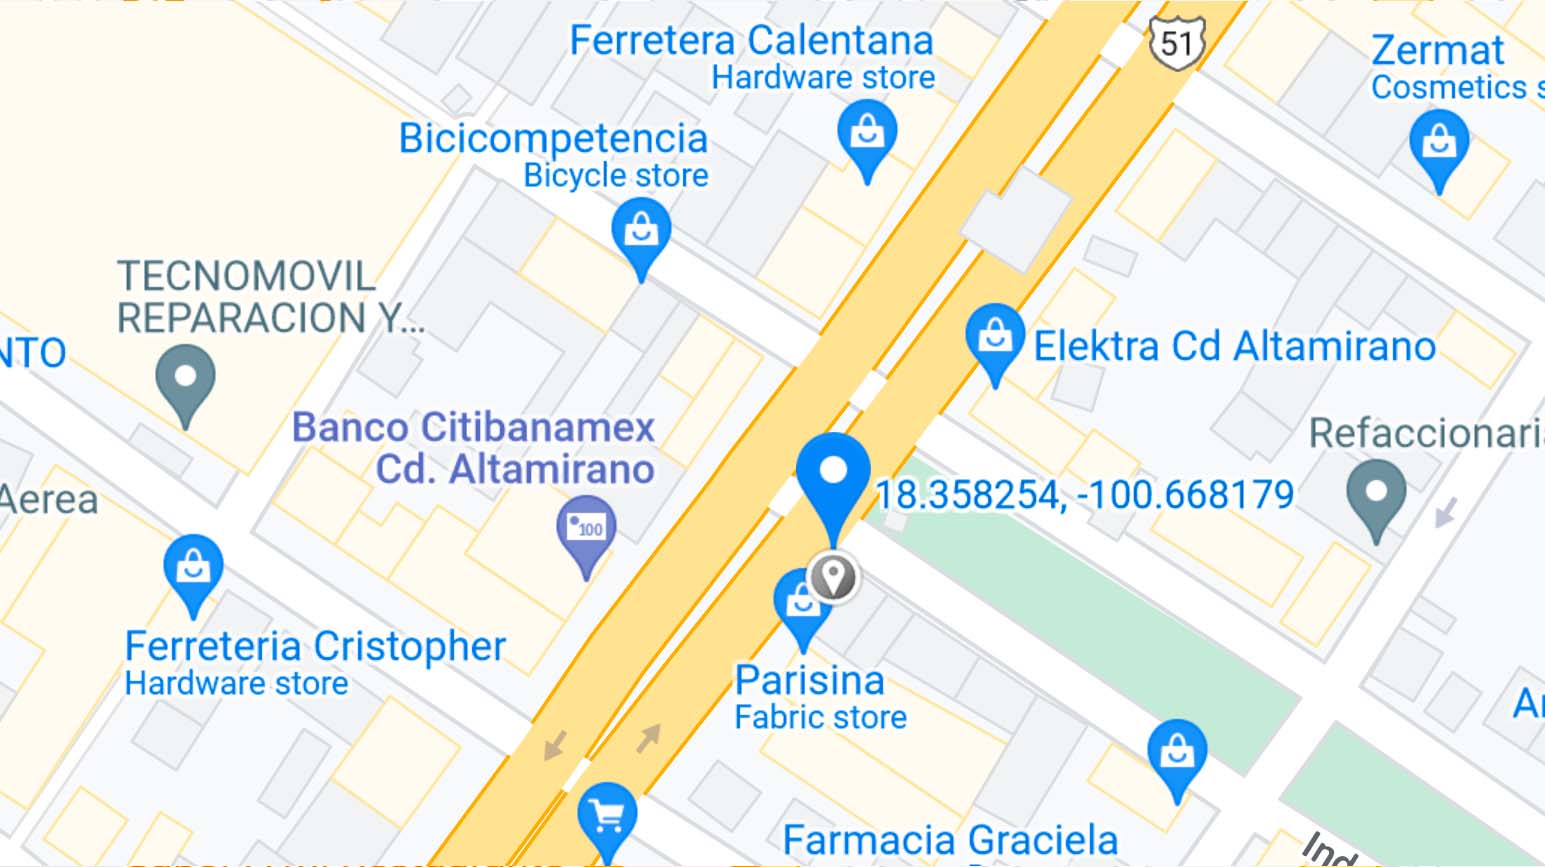 51
Ferretera Calentana
Hardware store
Zermat
Cosmetics s
Bicicompetencia
Bicycle store
TECNOMOVIL
REPARACION Y...
NTO
Elektra Cd Altamirano
Banco Citibanamex
Cd. Altamirano
100
Refaccionari
18.358254, -100.668179
Aerea
Ferreteria Cristopher
Hardware store
Parisina
Fabric store
Farmacia Graciela
Ind